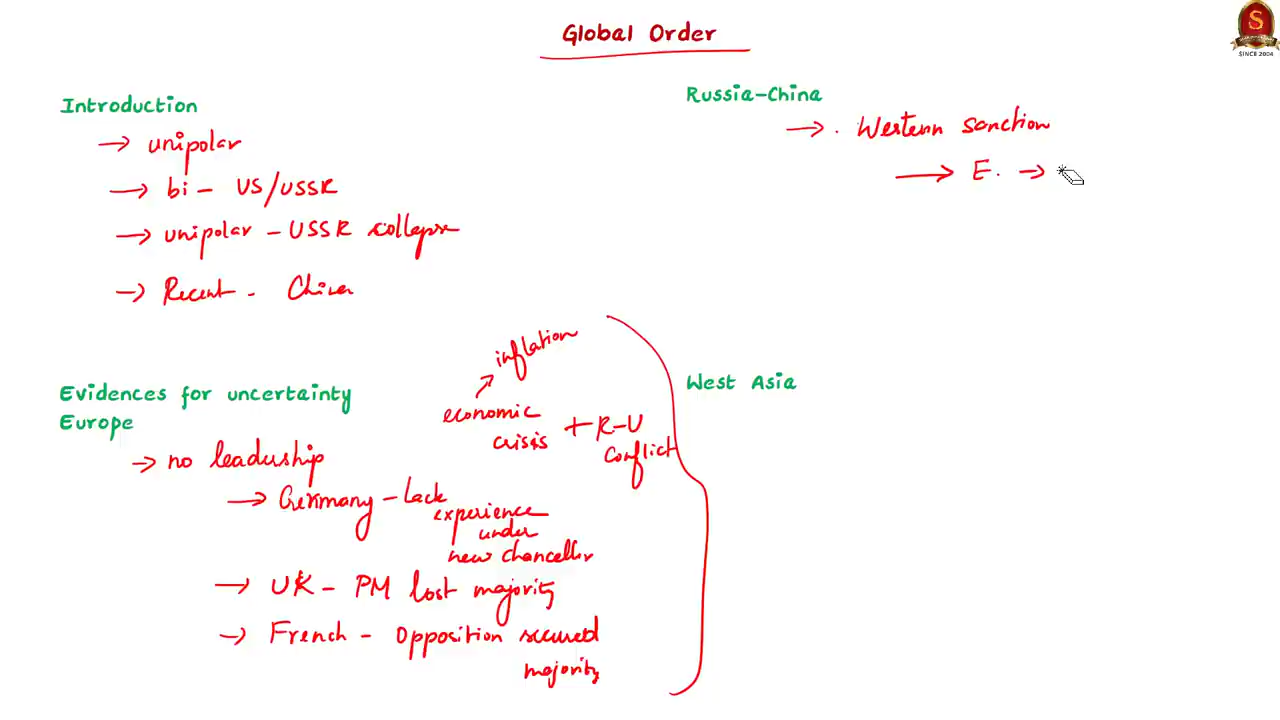 Global Order
S
SINCE 2004
Introduction
→ unipolar
→ bi - US/USSR
→ unipolar - USSR collapse
→ Recent - China
Evidences for uncertainty
Europe
→ no leadership
→ Germany - lack
experience
under
new chancellor
→ UK - PM lost majority
→ French - Opposition secured
majority
inflation
economic
crisis
+ R-U
conflict
Russia-China
→ . Western sanction
→ E. →
West Asia